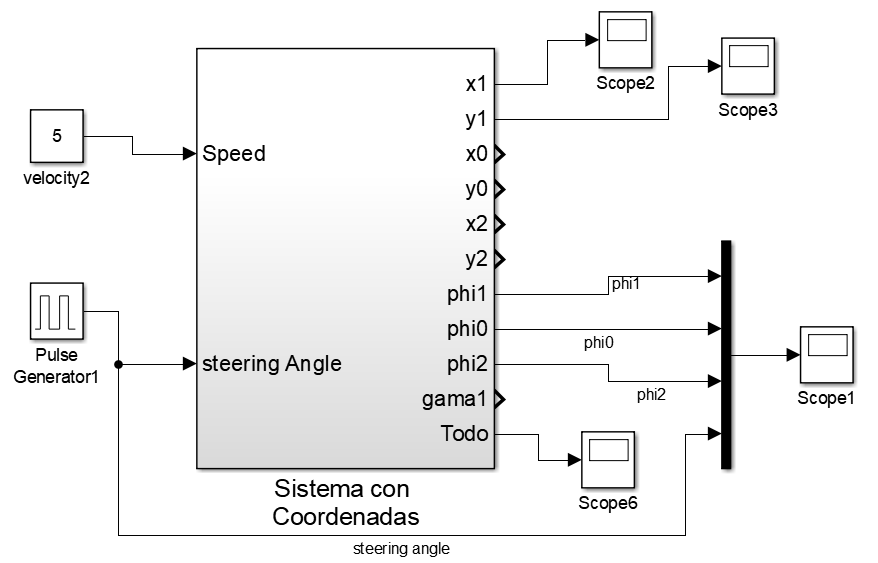 Scope2
Scope3
5
velocity2
Speed
x1
y1
x0
y0
x2
y2
phi1
phi0
phi2
gama1
Todo
phi1
phi0
phi2
Pulse
Generator1
steering Angle
Scope1
Scope6
Sistema con
Coordenadas
steering angle